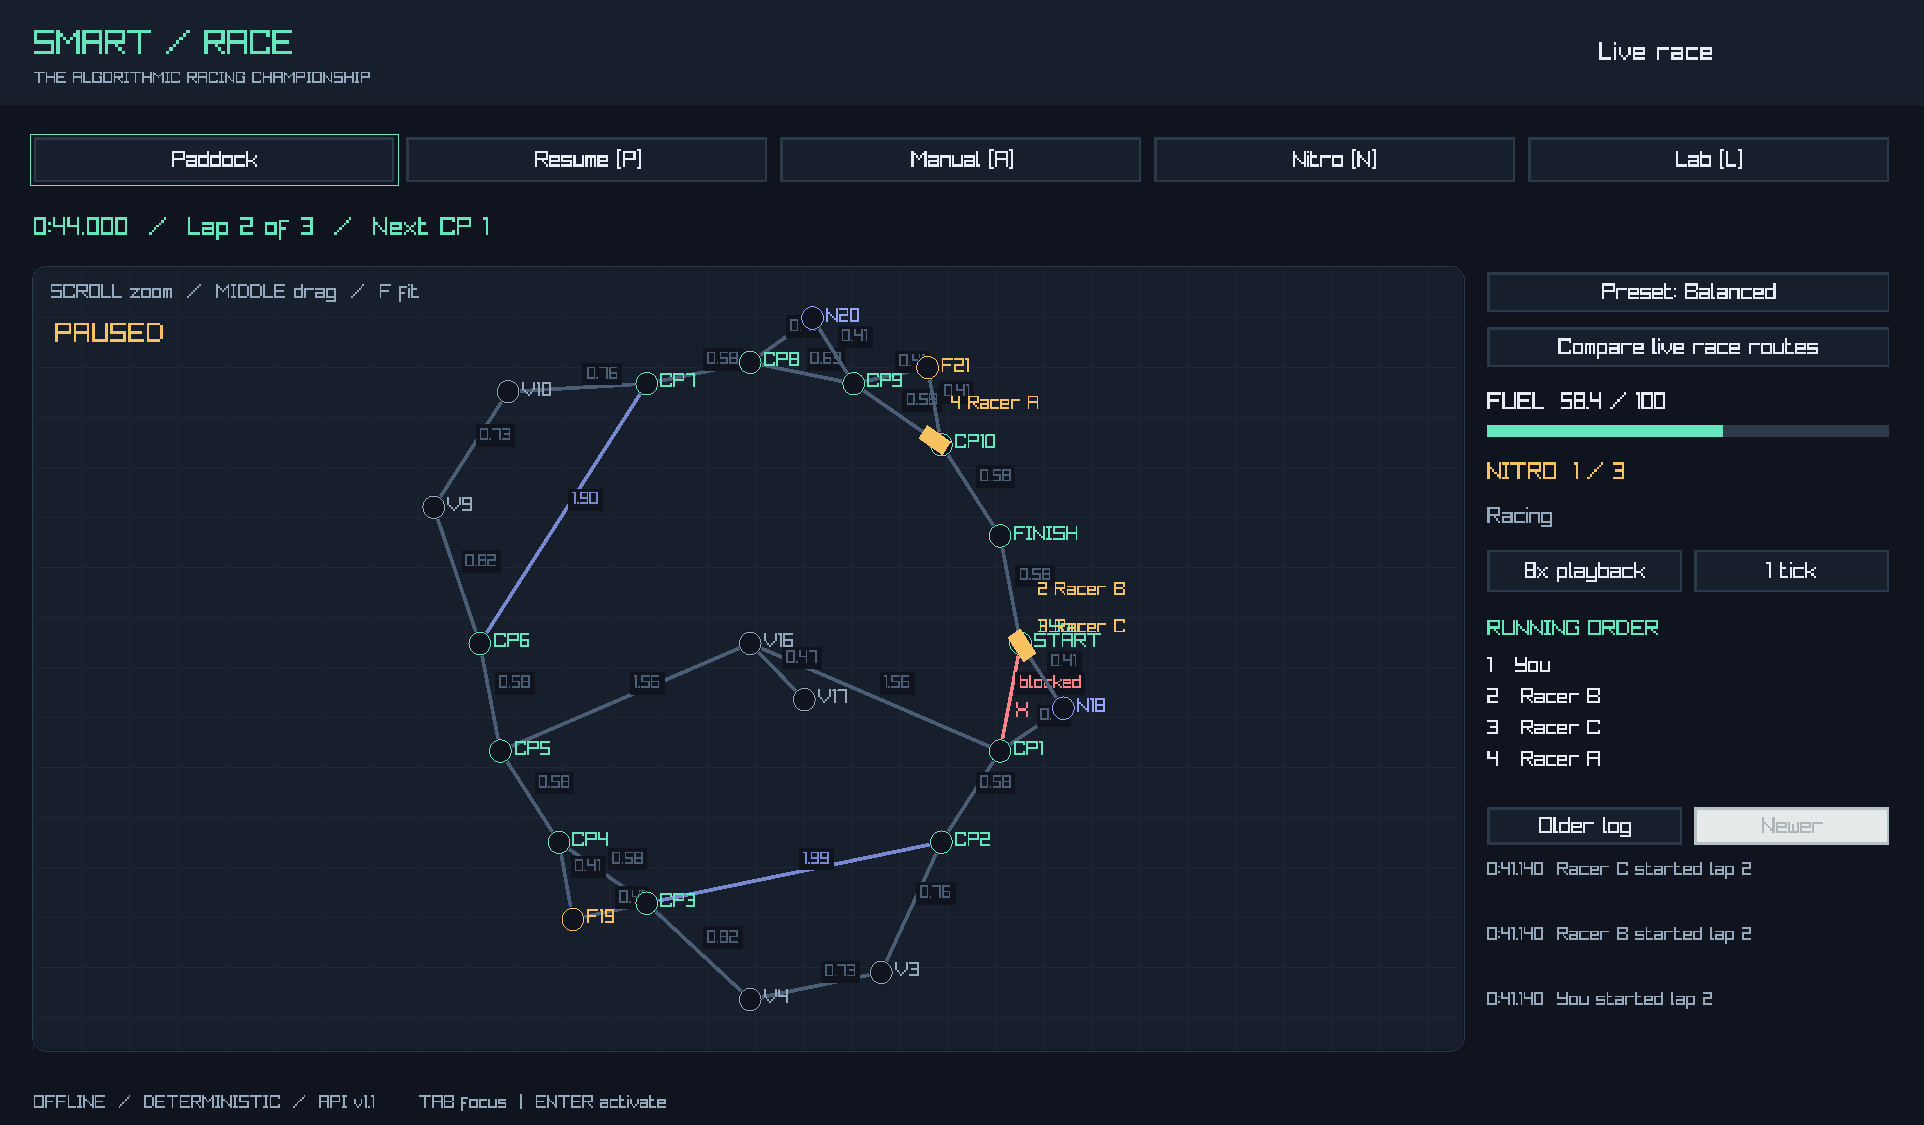 SMART / RACE
THE ALGORITHMIC RACING CHAMPIONSHIP
Live race
Paddock
Resume [P]
Manual [A]
Nitro [N]
Lab [L]
0:44.000 / Lap 2 of 3 / Next CP 1
SCROLL zoom / MIDDLE drag / F fit
PAUSED
N20
0.41
0.58
CP8
0.69
F21
0.76
CP7
CP9
0.41
V10
0.58
4 Racer A
0.73
CP10
0.58
1.90
V9
FINISH
0.82
0.58
2 Racer B
3 Racer C
CP6
V16
START
0.47
0.41
0.58
1.56
1.56
blocked
X
V17
N18
CP5
CP1
0.58
0.58
CP4
CP2
0.58
0.41
1.99
0.76
CP3
F19
0.82
0.73
V3
V4
Preset: Balanced
Compare live race routes
FUEL 58.4 / 100
NITRO 1 / 3
Racing
8x playback
1 tick
RUNNING ORDER
1 You
2 Racer B
3 Racer C
4 Racer A
Older log
Newer
0:41.140 Racer C started lap 2
0:41.140 Racer B started lap 2
0:41.140 You started lap 2
OFFLINE / DETERMINISTIC / API v1.1
TAB focus | ENTER activate